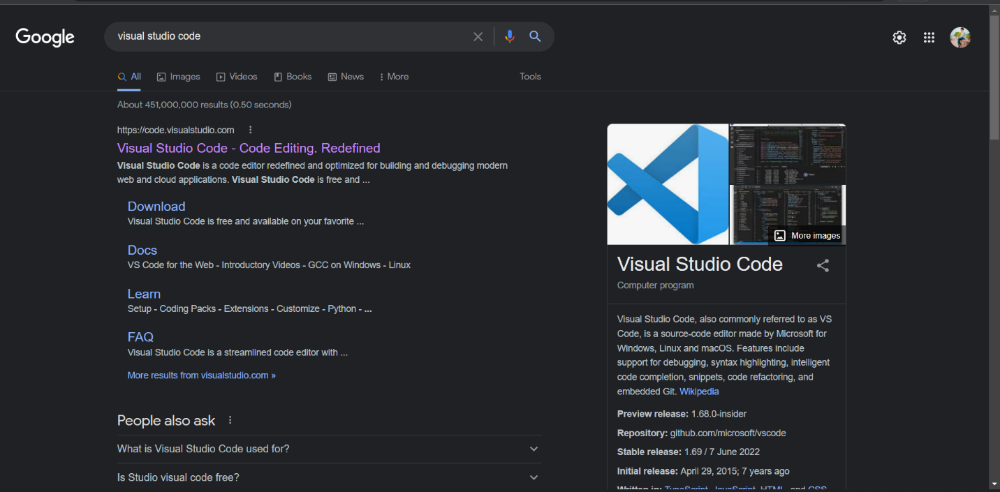 Google
visual studio code
All
Images
Videos
Books
News
More
Tools
About 451,000,000 results (0.50 seconds)
https://code.visualstudio.com
Visual Studio Code - Code Editing. Redefined
Visual Studio Code is a code editor redefined and optimized for building and debugging modern
web and cloud applications. Visual Studio Code is free and ...
Download
Visual Studio Code is free and available on your favorite ...
Docs
VS Code for the Web - Introductory Videos - GCC on Windows - Linux
Learn
Setup - Coding Packs - Extensions - Customize - Python - ...
FAQ
Visual Studio Code is a streamlined code editor with ...
More results from visualstudio.com »
People also ask
What is Visual Studio Code used for?
Is Studio visual code free?
More images
Visual Studio Code
Computer program
Visual Studio Code, also commonly referred to as VS
Code, is a source-code editor made by Microsoft for
Windows, Linux and macOS. Features include
support for debugging, syntax highlighting, intelligent
code completion, snippets, code refactoring, and
embedded Git. Wikipedia
Preview release: 1.68.0-insider
Repository: github.com/microsoft/vscode
Stable release: 1.69 / 7 June 2022
Initial release: April 29, 2015; 7 years ago
Written in: TypeScript, JavaScript, HTML, and CSS